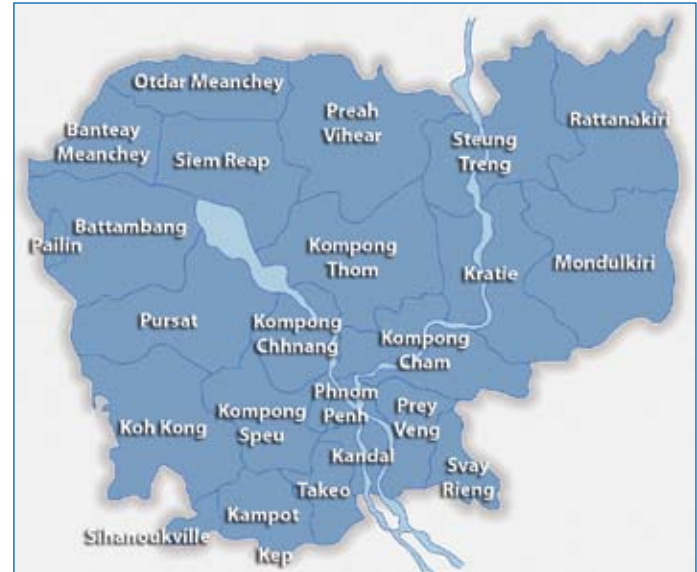 Otdar Meanchey
Preah
Vihear
Rattanakiri
Banteay
Meanchey
Siem Reap
Steung
Treng
Battambang
Pailin
Kompong
Thom
Kratie
Mondulkiri
Pursat
Kompong
Chhnang
Kompong
Cham
Phnom
Penh
Prey
Veng
Koh Kong
Kompong
Speu
Kandal
Svay
Rieng
Takeo
Kampot
Sihanoukville
Kep